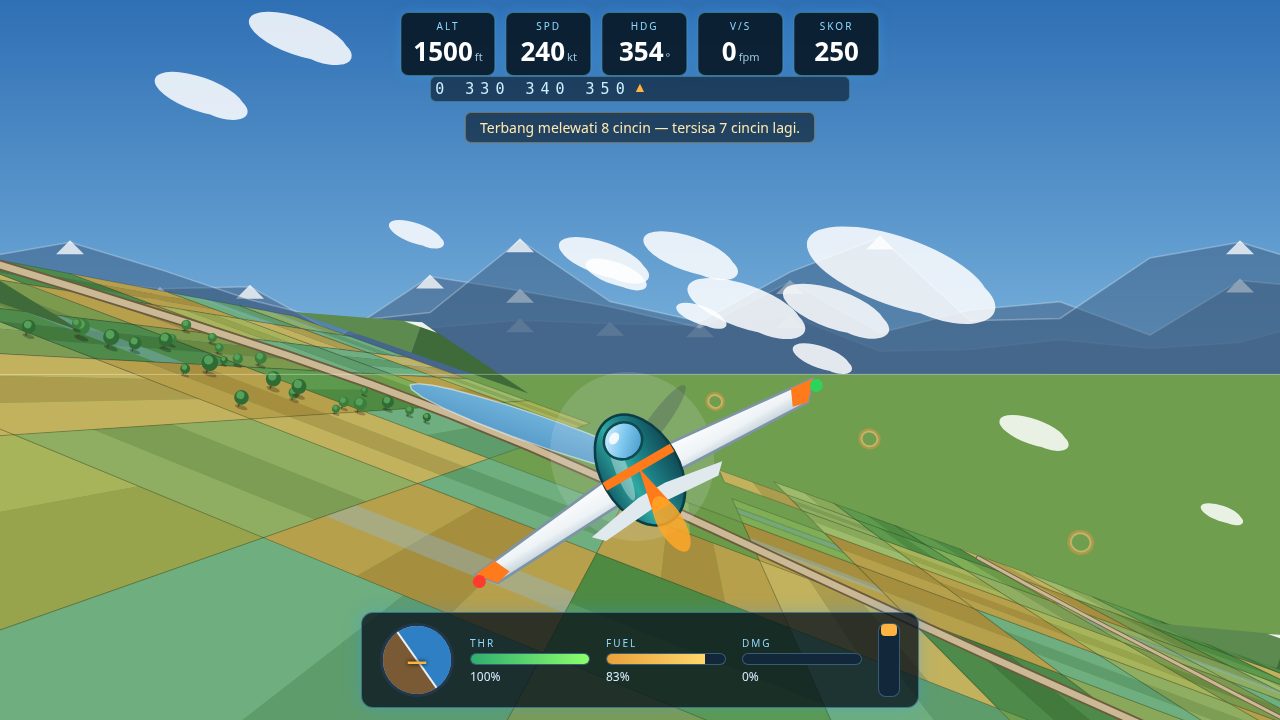 ALT SPD HDG V/S SKOR
1500 ft 240 kt 354 ° 0 fpm 250
0 330 340 350 ▲
Terbang melewati 8 cincin — tersisa 7 cincin lagi.
THR FUEL DMG
100% 83% 0%